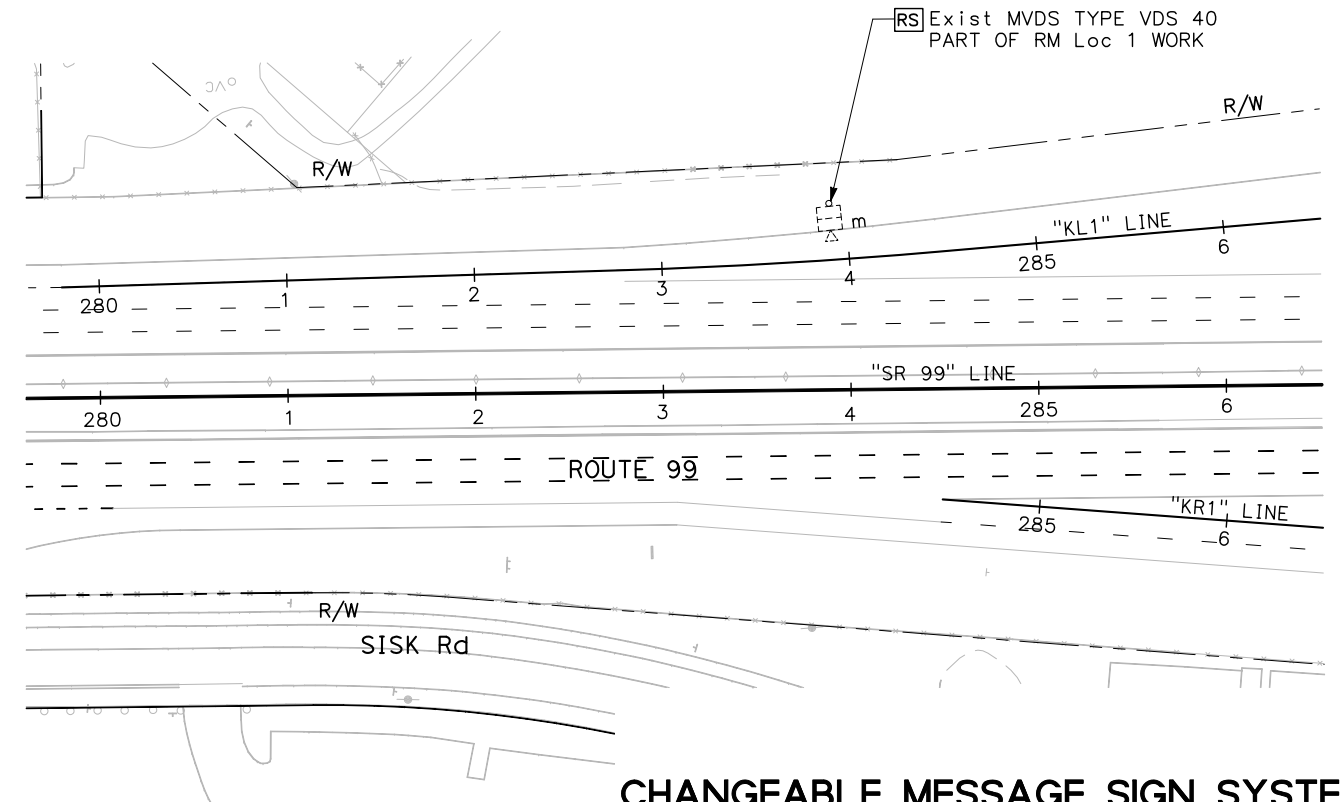 RS Exist MVDS TYPE VDS 40
PART OF RM Loc 1 WORK
OVC
R/W
R/W
m
"KL1" LINE
280 1 2 3 4 285 6
"SR 99" LINE
280 1 2 3 4 285 6
ROUTE 99
"KR1" LINE
285 6
R/W
SISK Rd
CHANGEABLE MESSAGE SIGN SYSTE